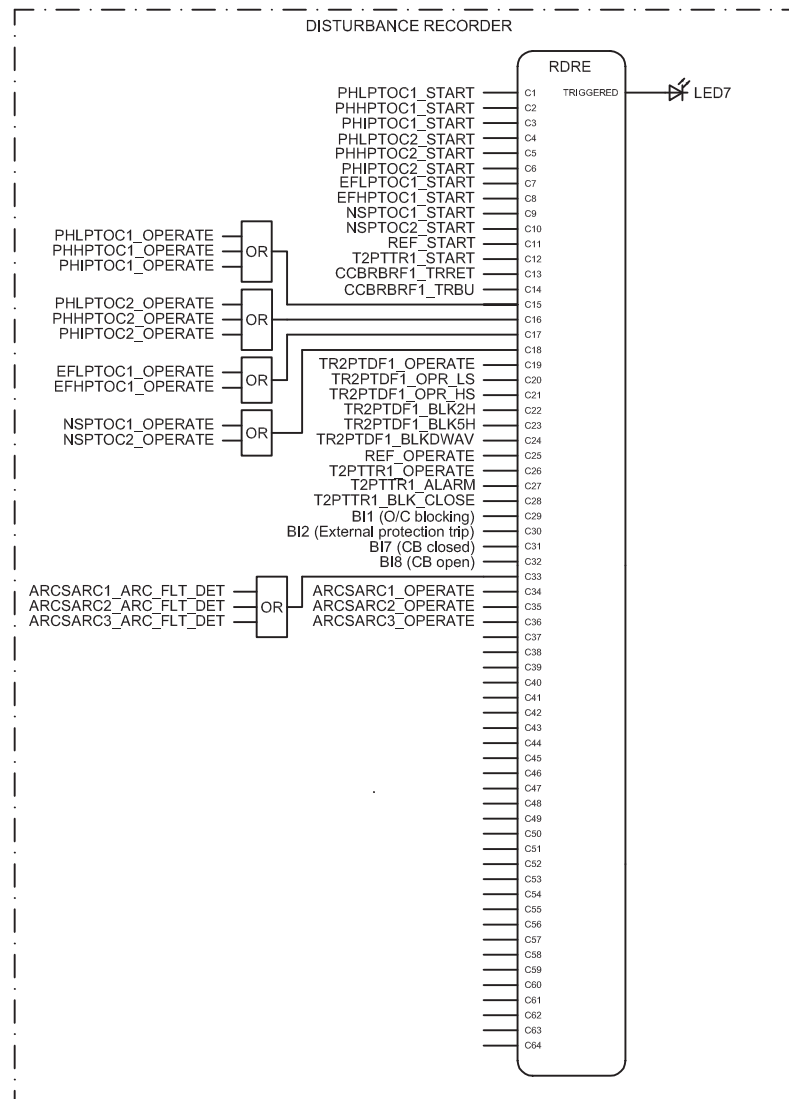 DISTURBANCE RECORDER
RDRE
PHLPTOC1_START C1 TRIGGERED LED7
PHHPTOC1_START C2
PHIPTOC1_START C3
PHLPTOC2_START C4
PHHPTOC2_START C5
PHIPTOC2_START C6
EFLPTOC1_START C7
EFHPTOC1_START C8
NSPTOC1_START C9
NSPTOC2_START C10
REF_START C11
T2PTTR1_START C12
CCBRBRF1_TRRET C13
CCBRBRF1_TRBU C14
C15
C16
C17
C18
PHLPTOC1_OPERATE
PHHPTOC1_OPERATE OR
PHIPTOC1_OPERATE
PHLPTOC2_OPERATE
PHHPTOC2_OPERATE OR
PHIPTOC2_OPERATE
EFLPTOC1_OPERATE
OR
EFHPTOC1_OPERATE
NSPTOC1_OPERATE
OR
NSPTOC2_OPERATE
TR2PTDF1_OPERATE C19
TR2PTDF1_OPR_LS C20
TR2PTDF1_OPR_HS C21
TR2PTDF1_BLK2H C22
TR2PTDF1_BLK5H C23
TR2PTDF1_BLKDWAV C24
REF_OPERATE C25
T2PTTR1_OPERATE C26
T2PTTR1_ALARM C27
T2PTTR1_BLK_CLOSE C28
BI1 (O/C blocking) C29
BI2 (External protection trip) C30
BI7 (CB closed) C31
BI8 (CB open) C32
C33
ARCSARC1_ARC_FLT_DET
ARCSARC2_ARC_FLT_DET OR
ARCSARC3_ARC_FLT_DET
ARCSARC1_OPERATE C34
ARCSARC2_OPERATE C35
ARCSARC3_OPERATE C36
C37
C38
C39
C40
C41
C42
C43
C44
C45
C46
C47
C48
C49
C50
C51
C52
C53
C54
C55
C56
C57
C58
C59
C60
C61
C62
C63
C64